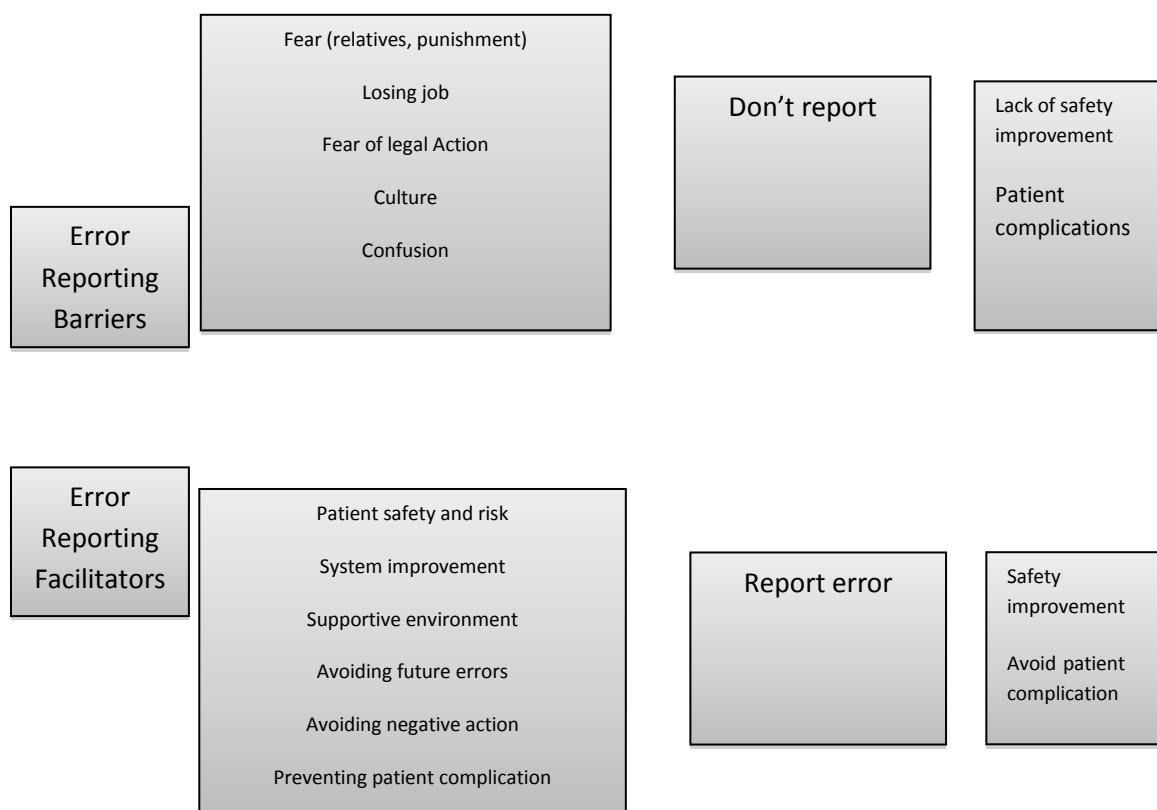 Error
Reporting
Barriers
Fear (relatives, punishment)
Losing job
Fear of legal Action
Culture
Confusion
Don’t report
Lack of safety
improvement
Patient
complications
Error
Reporting
Facilitators
Patient safety and risk
System improvement
Supportive environment
Avoiding future errors
Avoiding negative action
Preventing patient complication
Report error
Safety
improvement
Avoid patient
complication